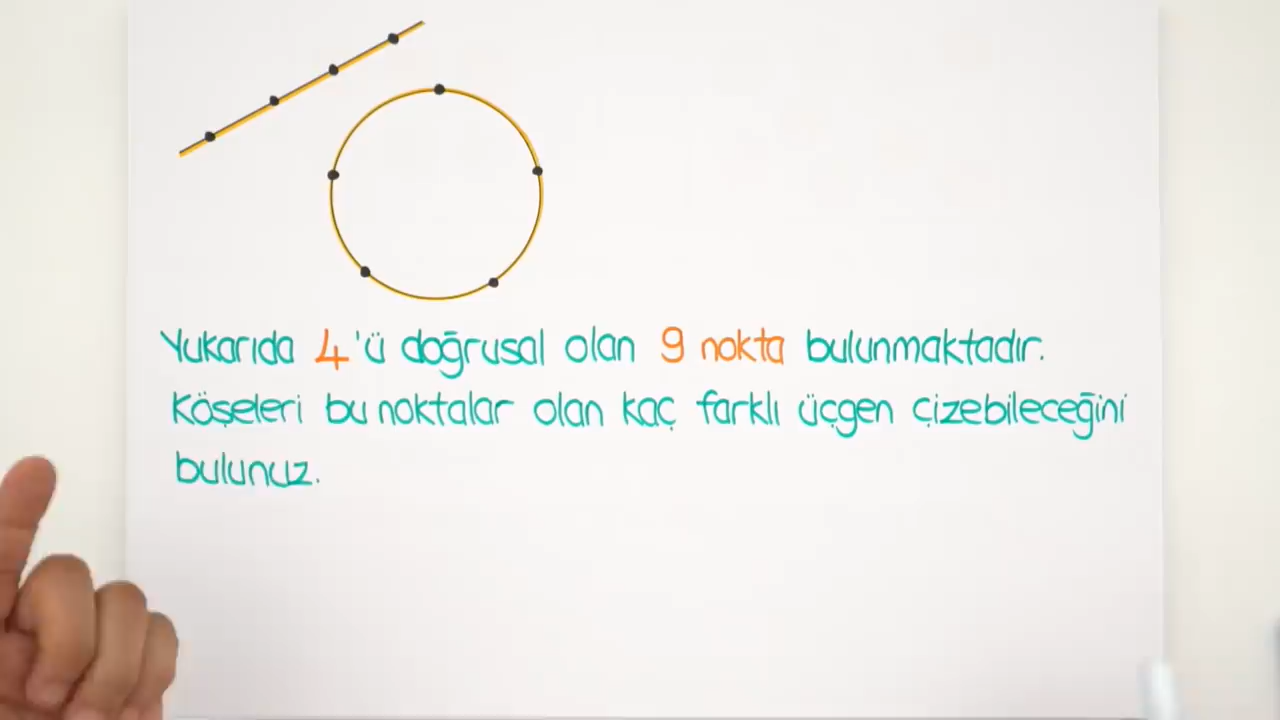 Yukarıda 4'ü doğrusal olan 9 nokta bulunmaktadır.
Köşeleri bu noktalar olan kaç farklı üçgen çizebileceğini
bulunuz.